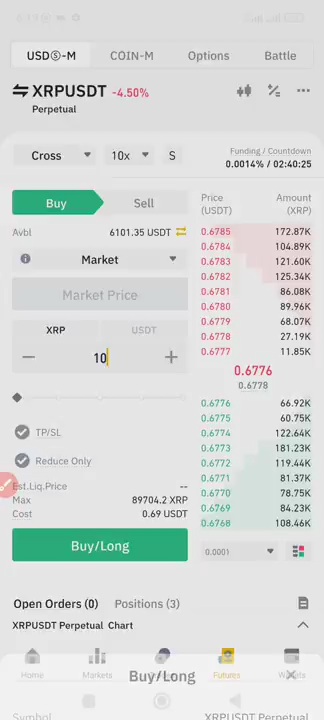 USDⓈ-M COIN-M Options Battle
XRPUSDT -4.50%
Perpetual
Cross 10x S
Funding / Countdown
0.0014% / 02:40:25
Buy Sell
Avbl 6101.35 USDT
Market
Market Price
XRP USDT
10
TP/SL
Reduce Only
Est.Liq.Price --
Max 89704.2 XRP
Cost 0.69 USDT
Buy/Long
Price (USDT) Amount (XRP)
0.6785 172.87K
0.6784 104.89K
0.6783 121.60K
0.6782 125.34K
0.6781 86.08K
0.6780 89.96K
0.6779 68.07K
0.6778 27.19K
0.6777 11.85K
0.6776
0.6778
0.6776 66.92K
0.6775 60.75K
0.6774 122.64K
0.6773 181.23K
0.6772 119.44K
0.6771 81.37K
0.6770 78.75K
0.6769 84.23K
0.6768 108.46K
0.0001
Open Orders (0) Positions (3)
XRPUSDT Perpetual Chart
Home Markets Futures
Buy/Long
Symbol XRPUSDT Perpetual